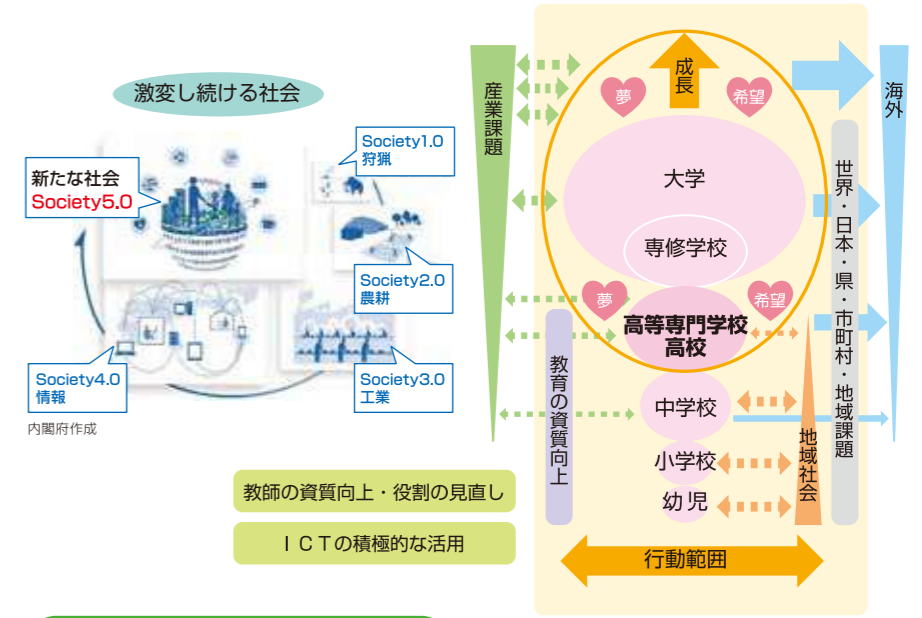 激変し続ける社会
新たな社会
Society5.0
Society1.0
狩猟
Society2.0
農耕
Society3.0
工業
Society4.0
情報
内閣府作成
教師の資質向上・役割の見直し
ＩＣＴの積極的な活用
産業課題
成長
夢
希望
大学
専修学校
夢
希望
高等専門学校
高校
中学校
小学校
幼児
教育の資質向上
地域社会
世界・日本・県・市町村・地域課題
海外
行動範囲